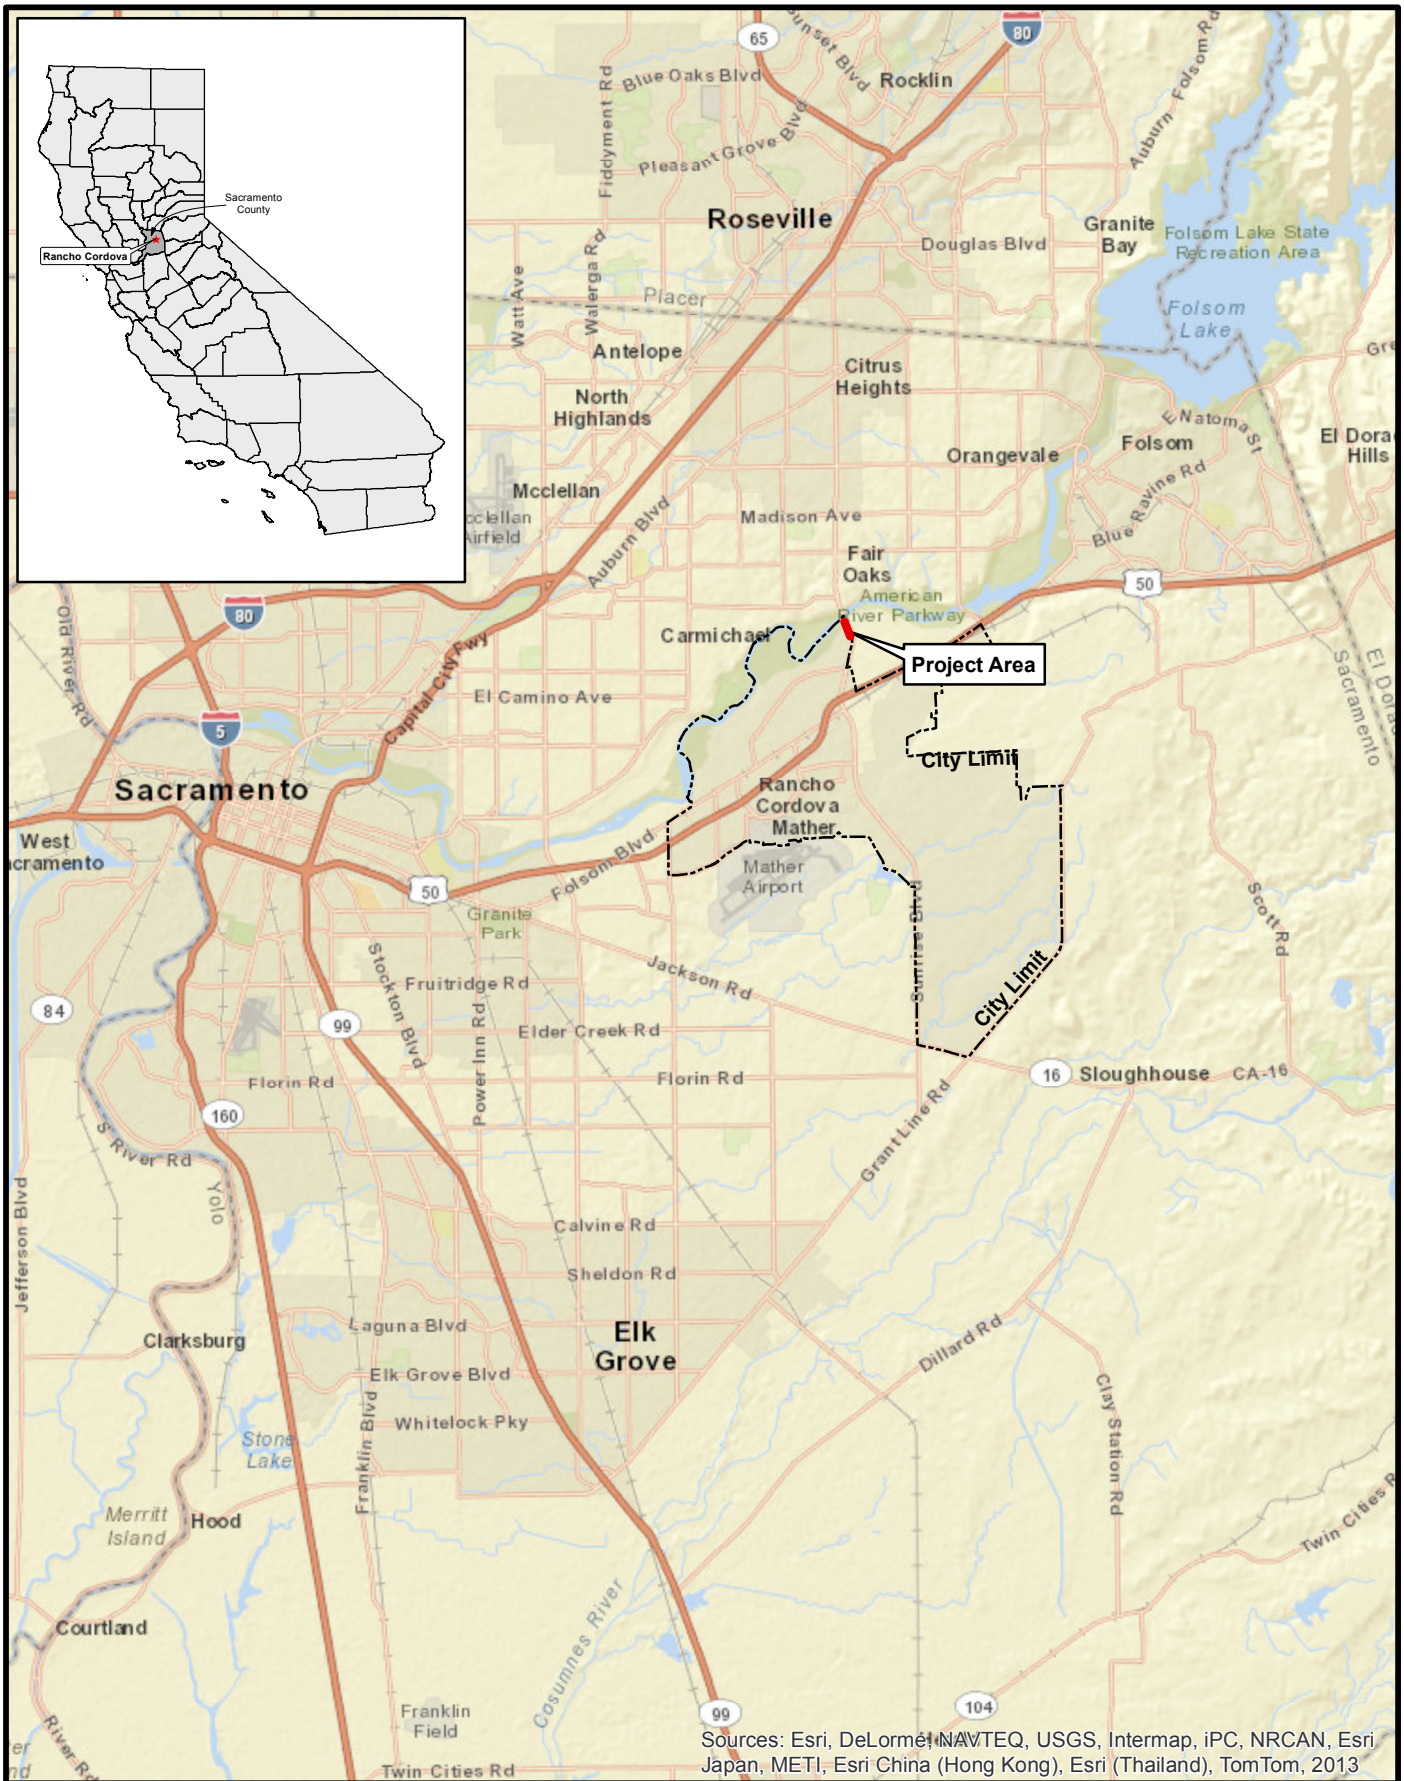 Sacramento
County
Rancho Cordova
65
80
Sunset Blvd
Blue Oaks Blvd
Rocklin
Fiddyment Rd
Auburn Folsom Rd
Pleasant Grove Blvd
Roseville
Granite
Bay
Folsom Lake State
Recreation Area
Douglas Blvd
Watt Ave
Walerga Rd
Placer
Folsom
Lake
Antelope
Citrus
Heights
North
Highlands
E Natoma St
Folsom
El Dora
Hills
Orangevale
Blue Ravine Rd
Mcclellan
cclellan
Airfield
Madison Ave
Auburn Blvd
Fair
Oaks
American
River Parkway
50
80
Old River Rd
Carmichael
Project Area
Capital City Fwy
El Camino Ave
El Dorado
Sacramento
5
City Limit
Sacramento
Rancho
Cordova
Mather
West
acramento
Folsom Blvd
Mather
Airport
50
Granite
Park
Sunrise Blvd
Scott Rd
Stockton Blvd
Fruitridge Rd
Jackson Rd
City Limit
84
99
Power Inn Rd
Elder Creek Rd
Florin Rd
Florin Rd
16
Sloughhouse
CA-16
160
S River Rd
Grant Line Rd
Yolo
Jefferson Blvd
Calvine Rd
Sheldon Rd
Laguna Blvd
Clarksburg
Elk
Grove
Dillard Rd
Elk Grove Blvd
Franklin Blvd
Whitelock Pky
Clay Station Rd
Stone
Lake
Merritt
Island
Hood
Twin Cities R
Courtland
Cosumnes River
Franklin
Field
99
104
River Rd
Twin Cities Rd
Sources: Esri, DeLorme, NAVTEQ, USGS, Intermap, iPC, NRCAN, Esri
Japan, METI, Esri China (Hong Kong), Esri (Thailand), TomTom, 2013